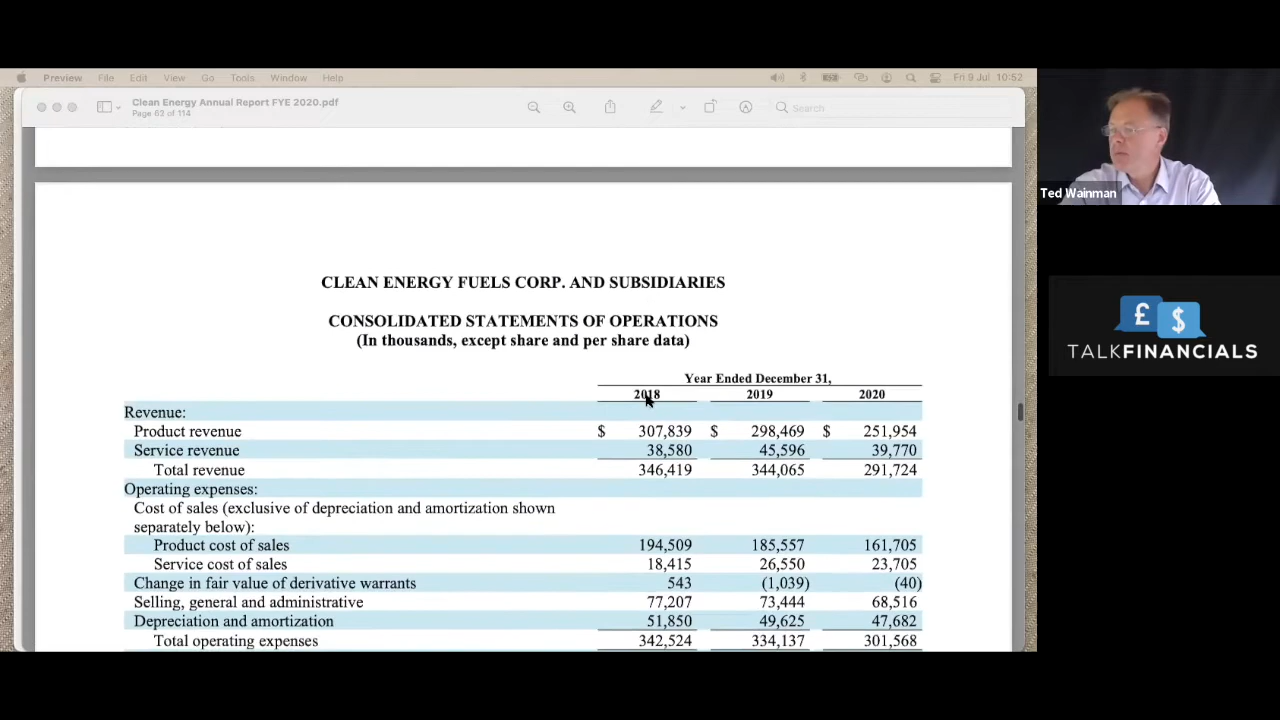 Preview File Edit View Go Tools Window Help Fri 9 Jul 10:52
Clean Energy Annual Report FYE 2020.pdf
Page 63 of 114
Search
Ted Wainman
£ $
TALKFINANCIALS
CLEAN ENERGY FUELS CORP. AND SUBSIDIARIES
CONSOLIDATED STATEMENTS OF OPERATIONS
(In thousands, except share and per share data)
Year Ended December 31,
2018 2019 2020
Revenue:
Product revenue $ 307,839 $ 298,469 $ 251,954
Service revenue 38,580 45,596 39,770
Total revenue 346,419 344,065 291,724
Operating expenses:
Cost of sales (exclusive of depreciation and amortization shown
separately below):
Product cost of sales 194,509 185,557 161,705
Service cost of sales 18,415 26,550 23,705
Change in fair value of derivative warrants 543 (1,039) (40)
Selling, general and administrative 77,207 73,444 68,516
Depreciation and amortization 51,850 49,625 47,682
Total operating expenses 342,524 334,137 301,568